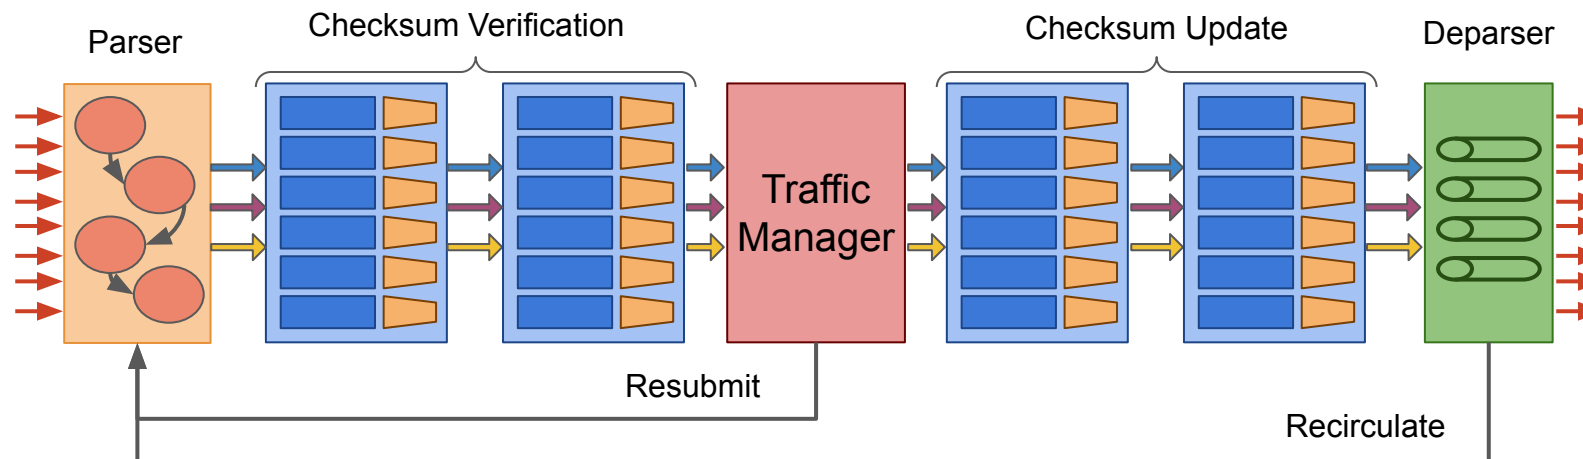 Parser
Checksum Verification
Checksum Update
Deparser
Traffic
Manager
Resubmit
Recirculate